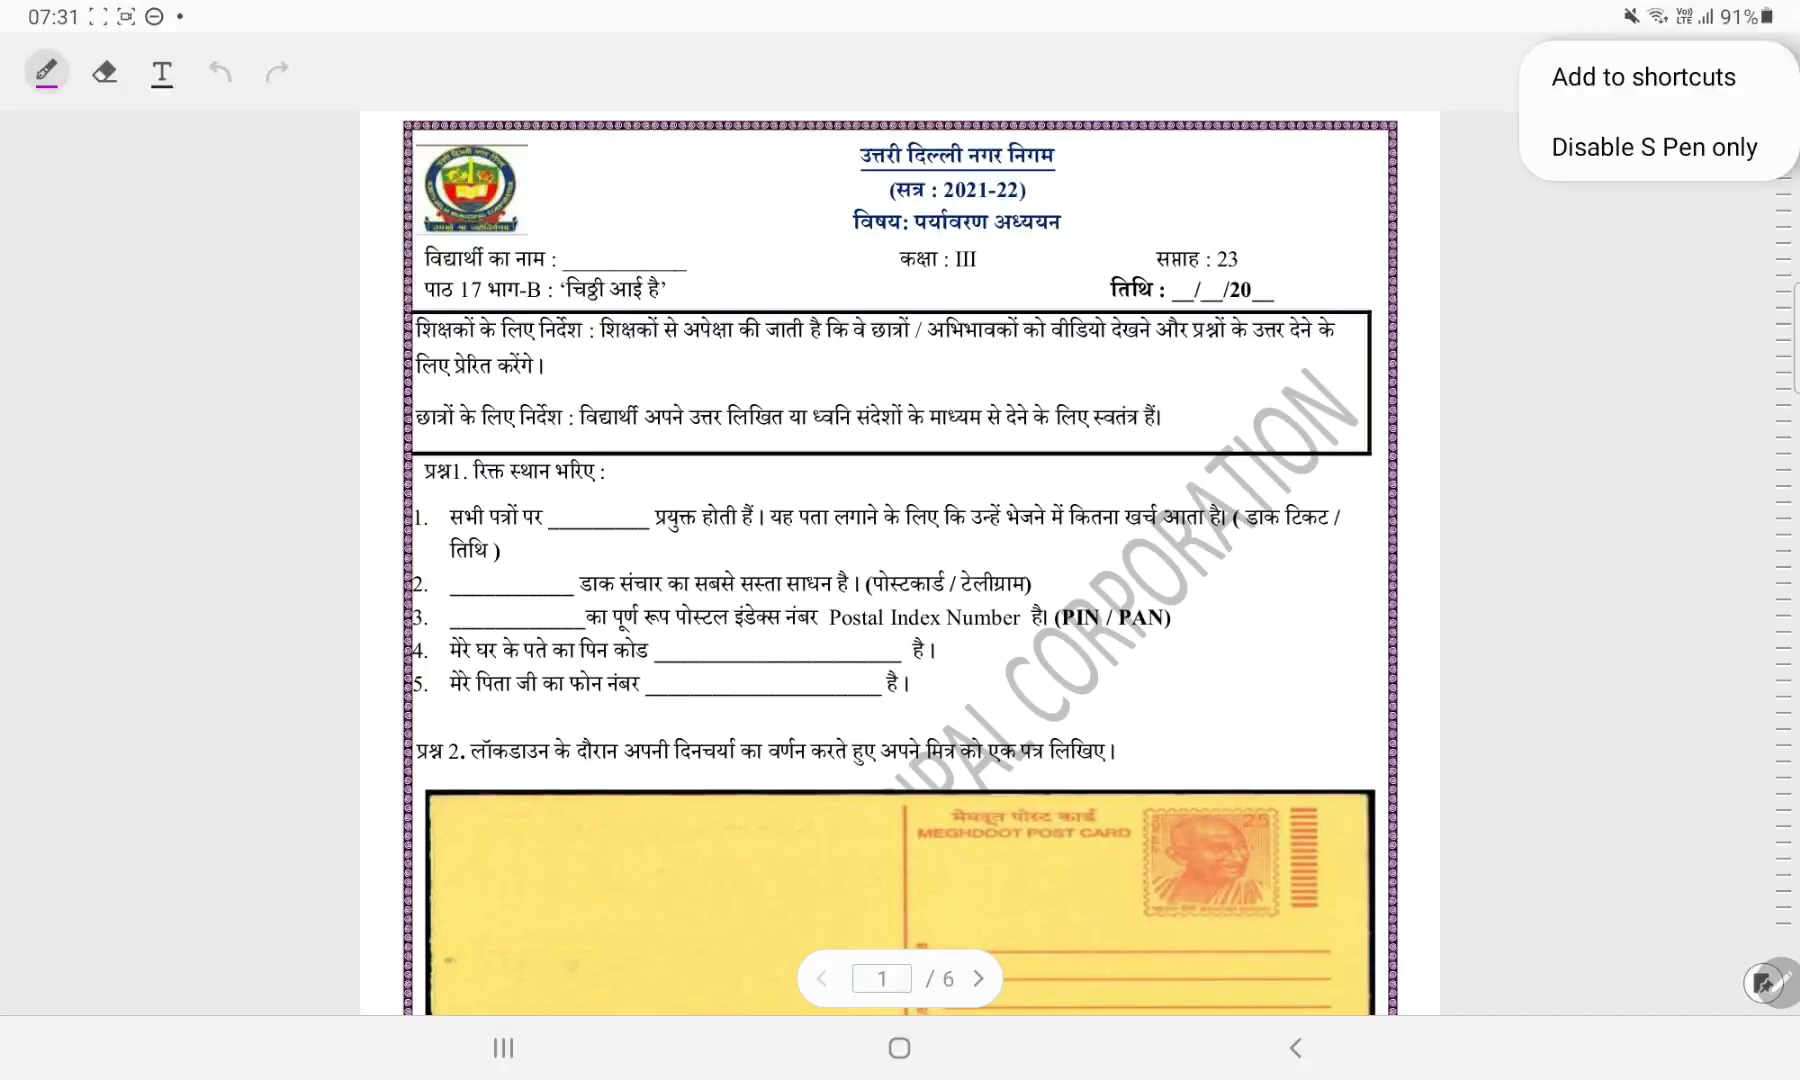 07:31
91%
Add to shortcuts
Disable S Pen only
उत्तरी दिल्ली नगर निगम
(सत्र : 2021-22)
विषय: पर्यावरण अध्ययन
विद्यार्थी का नाम : ___________ कक्षा : III सप्ताह : 23
पाठ 17 भाग-B : ‘चिठ्ठी आई है’ तिथि : __/__/20__
शिक्षकों के लिए निर्देश : शिक्षकों से अपेक्षा की जाती है कि वे छात्रों / अभिभावकों को वीडियो देखने और प्रश्नों के उत्तर देने के
लिए प्रेरित करेंगे ।
छात्रों के लिए निर्देश : विद्यार्थी अपने उत्तर लिखित या ध्वनि संदेशों के माध्यम से देने के लिए स्वतंत्र हैं।
प्रश्न1. रिक्त स्थान भरिए :
1. सभी पत्रों पर _________ प्रयुक्त होती हैं । यह पता लगाने के लिए कि उन्हें भेजने में कितना खर्च आता है। ( डाक टिकट /
तिथि )
2. ___________ डाक संचार का सबसे सस्ता साधन है । (पोस्टकार्ड / टेलीग्राम)
3. ____________का पूर्ण रूप पोस्टल इंडेक्स नंबर Postal Index Number है। (PIN / PAN)
4. मेरे घर के पते का पिन कोड ______________________ है ।
5. मेरे पिता जी का फोन नंबर _____________________ है ।
प्रश्न 2. लॉकडाउन के दौरान अपनी दिनचर्या का वर्णन करते हुए अपने मित्र को एक पत्र लिखिए ।
मेघदूत पोस्ट कार्ड
MEGHDOOT POST CARD
25
CORPORATION
1 / 6